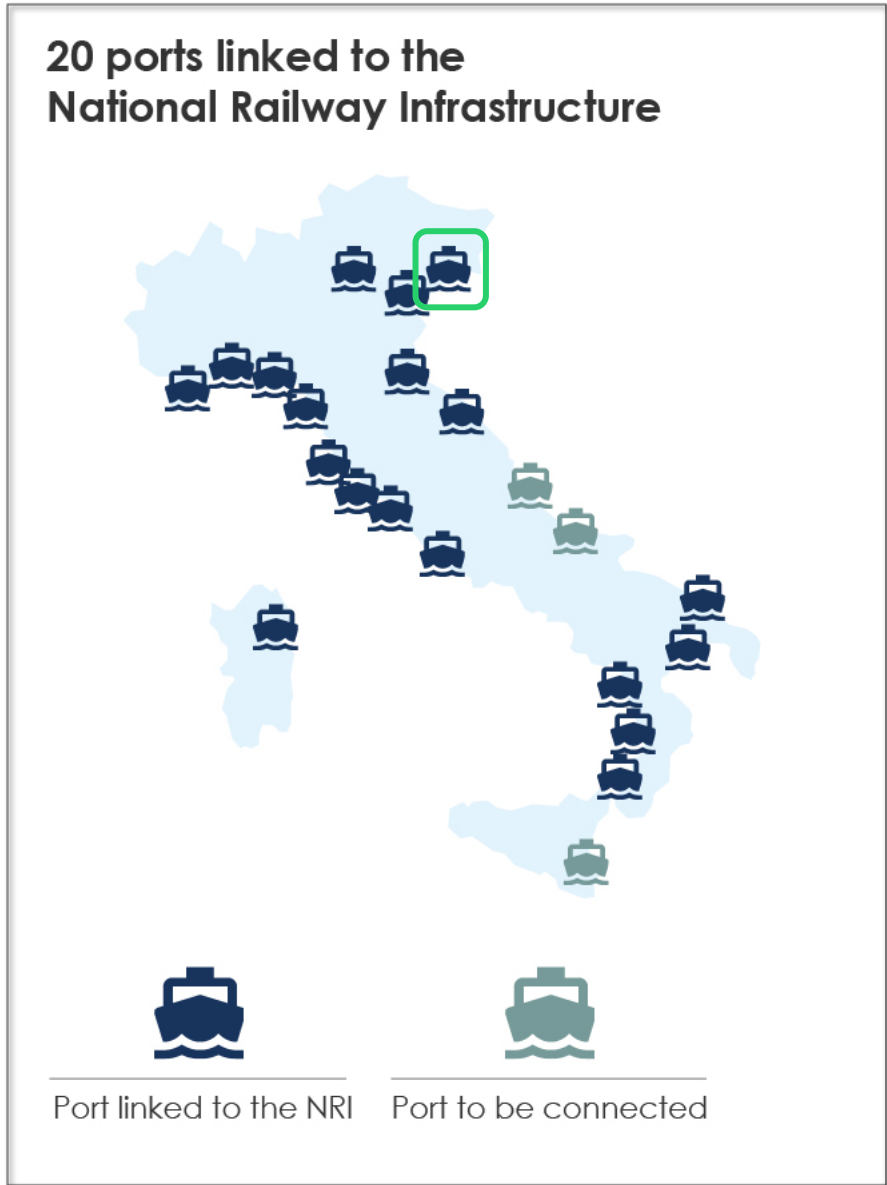 20 ports linked to the
National Railway Infrastructure
Port linked to the NRI
Port to be connected